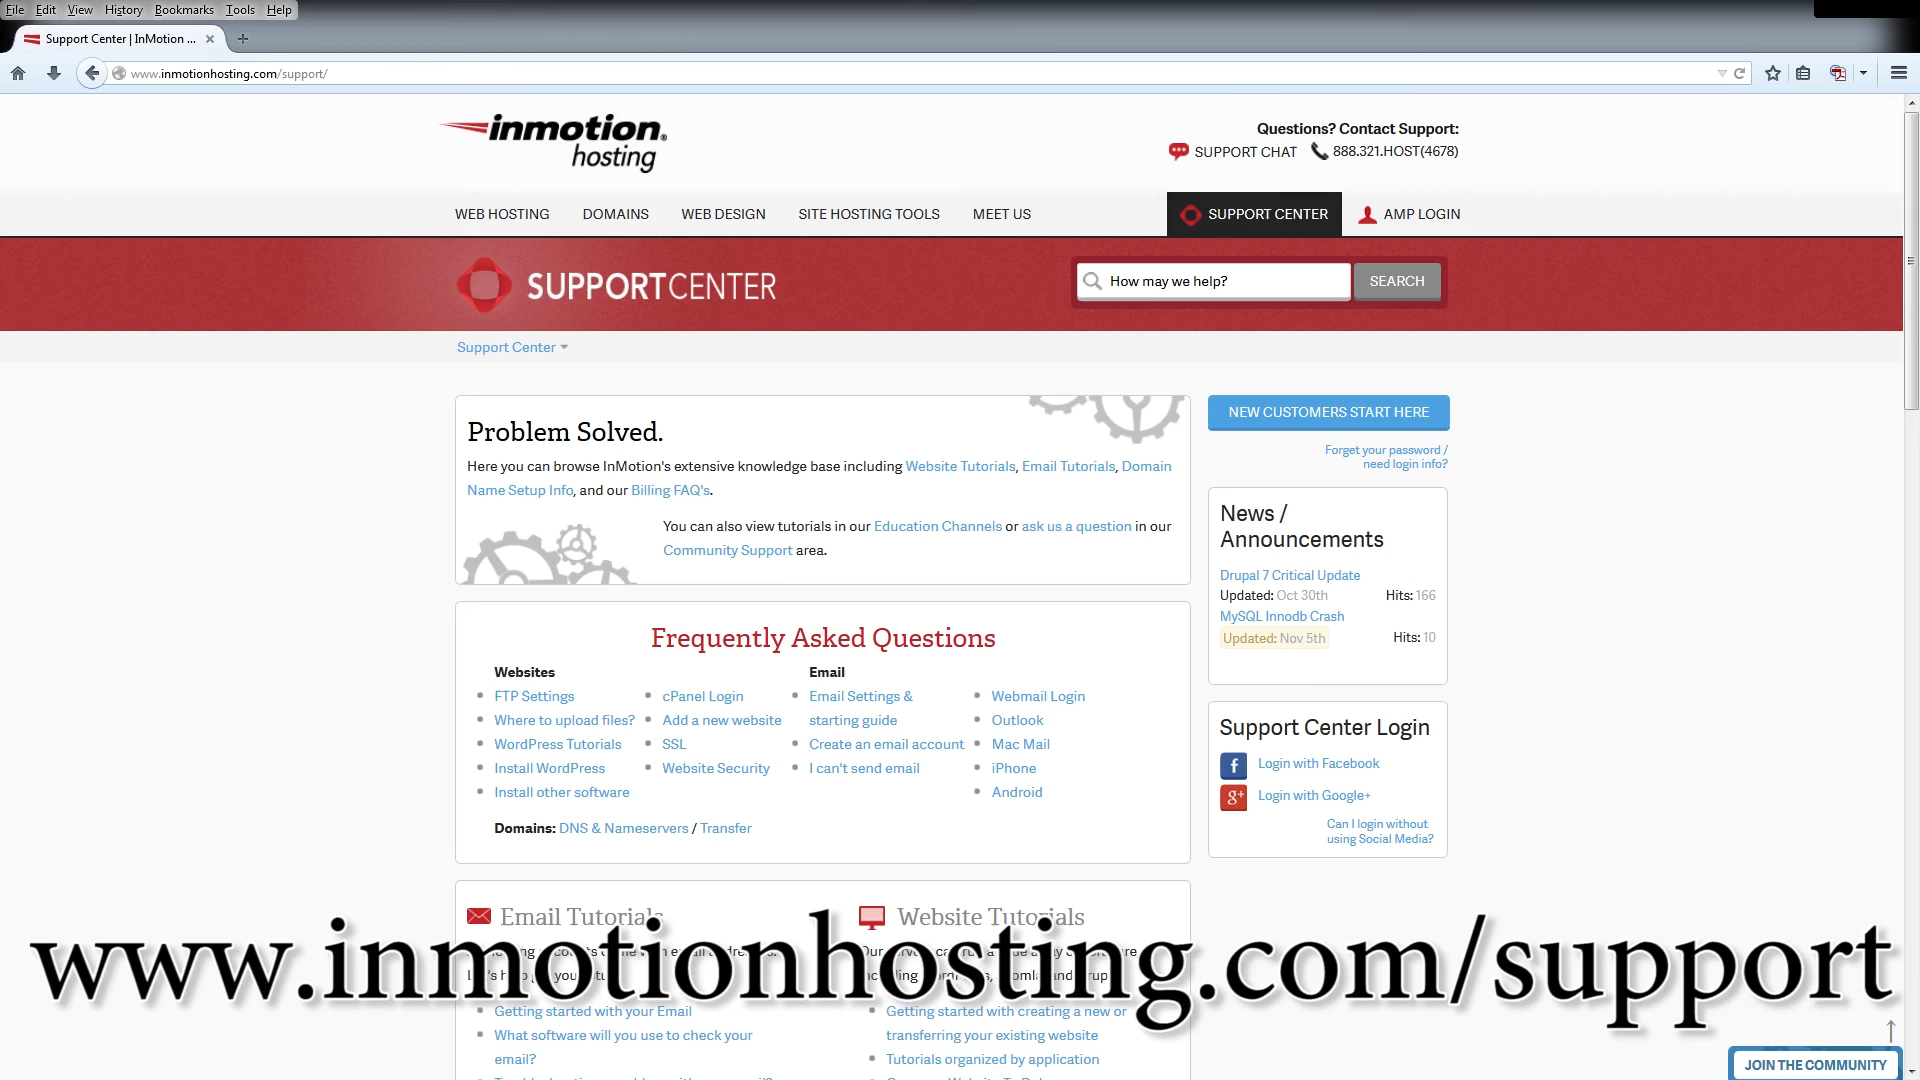 File Edit View History Bookmarks Tools Help
Support Center | InMotion ...
www.inmotionhosting.com/support/
inmotion hosting
Questions? Contact Support:
SUPPORT CHAT 888.321.HOST(4678)
WEB HOSTING DOMAINS WEB DESIGN SITE HOSTING TOOLS MEET US SUPPORT CENTER AMP LOGIN
SUPPORTCENTER
How may we help? SEARCH
Support Center
Problem Solved.
Here you can browse InMotion's extensive knowledge base including Website Tutorials, Email Tutorials, Domain
Name Setup Info, and our Billing FAQ's.
You can also view tutorials in our Education Channels or ask us a question in our
Community Support area.
NEW CUSTOMERS START HERE
Forget your password /
need login info?
News /
Announcements
Drupal 7 Critical Update
Updated: Oct 30th Hits: 166
MySQL Innodb Crash
Updated: Nov 5th Hits: 10
Frequently Asked Questions
Websites
FTP Settings
Where to upload files?
WordPress Tutorials
Install WordPress
Install other software
cPanel Login
Add a new website
SSL
Website Security
Email
Email Settings &
starting guide
Create an email account
I can't send email
Webmail Login
Outlook
Mac Mail
iPhone
Android
Domains: DNS & Nameservers / Transfer
Support Center Login
Login with Facebook
Login with Google+
Can I login without
using Social Media?
Email Tutorials
Getting started with your Email
What software will you use to check your
email?
Website Tutorials
Getting started with creating a new or
transferring your existing website
Tutorials organized by application
www.inmotionhosting.com/support
JOIN THE COMMUNITY